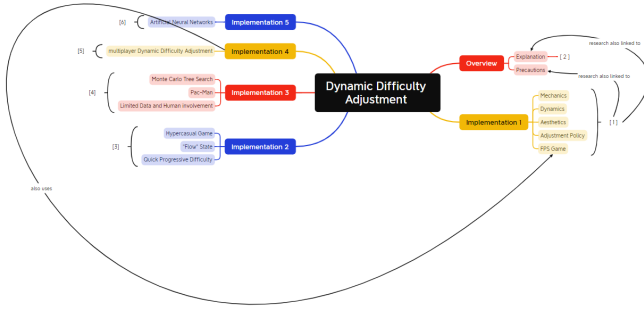 Dynamic Difficulty
Adjustment
Overview
Explanation
[ 2 ]
Precautions
research also linked to
research also linked to
Implementation 1
Mechanics
Dynamics
Aesthetics
Adjustment Policy
FPS Game
[ 1 ]
Implementation 5
Artificial Neural Networks
[6]
Implementation 4
multiplayer Dynamic Difficulty Adjustment
[5]
Implementation 3
Monte Carlo Tree Search
Pac-Man
Limited Data and Human involvement
[4]
Implementation 2
Hypercasual Game
"Flow" State
Quick Progressive Difficulty
[3]
also uses